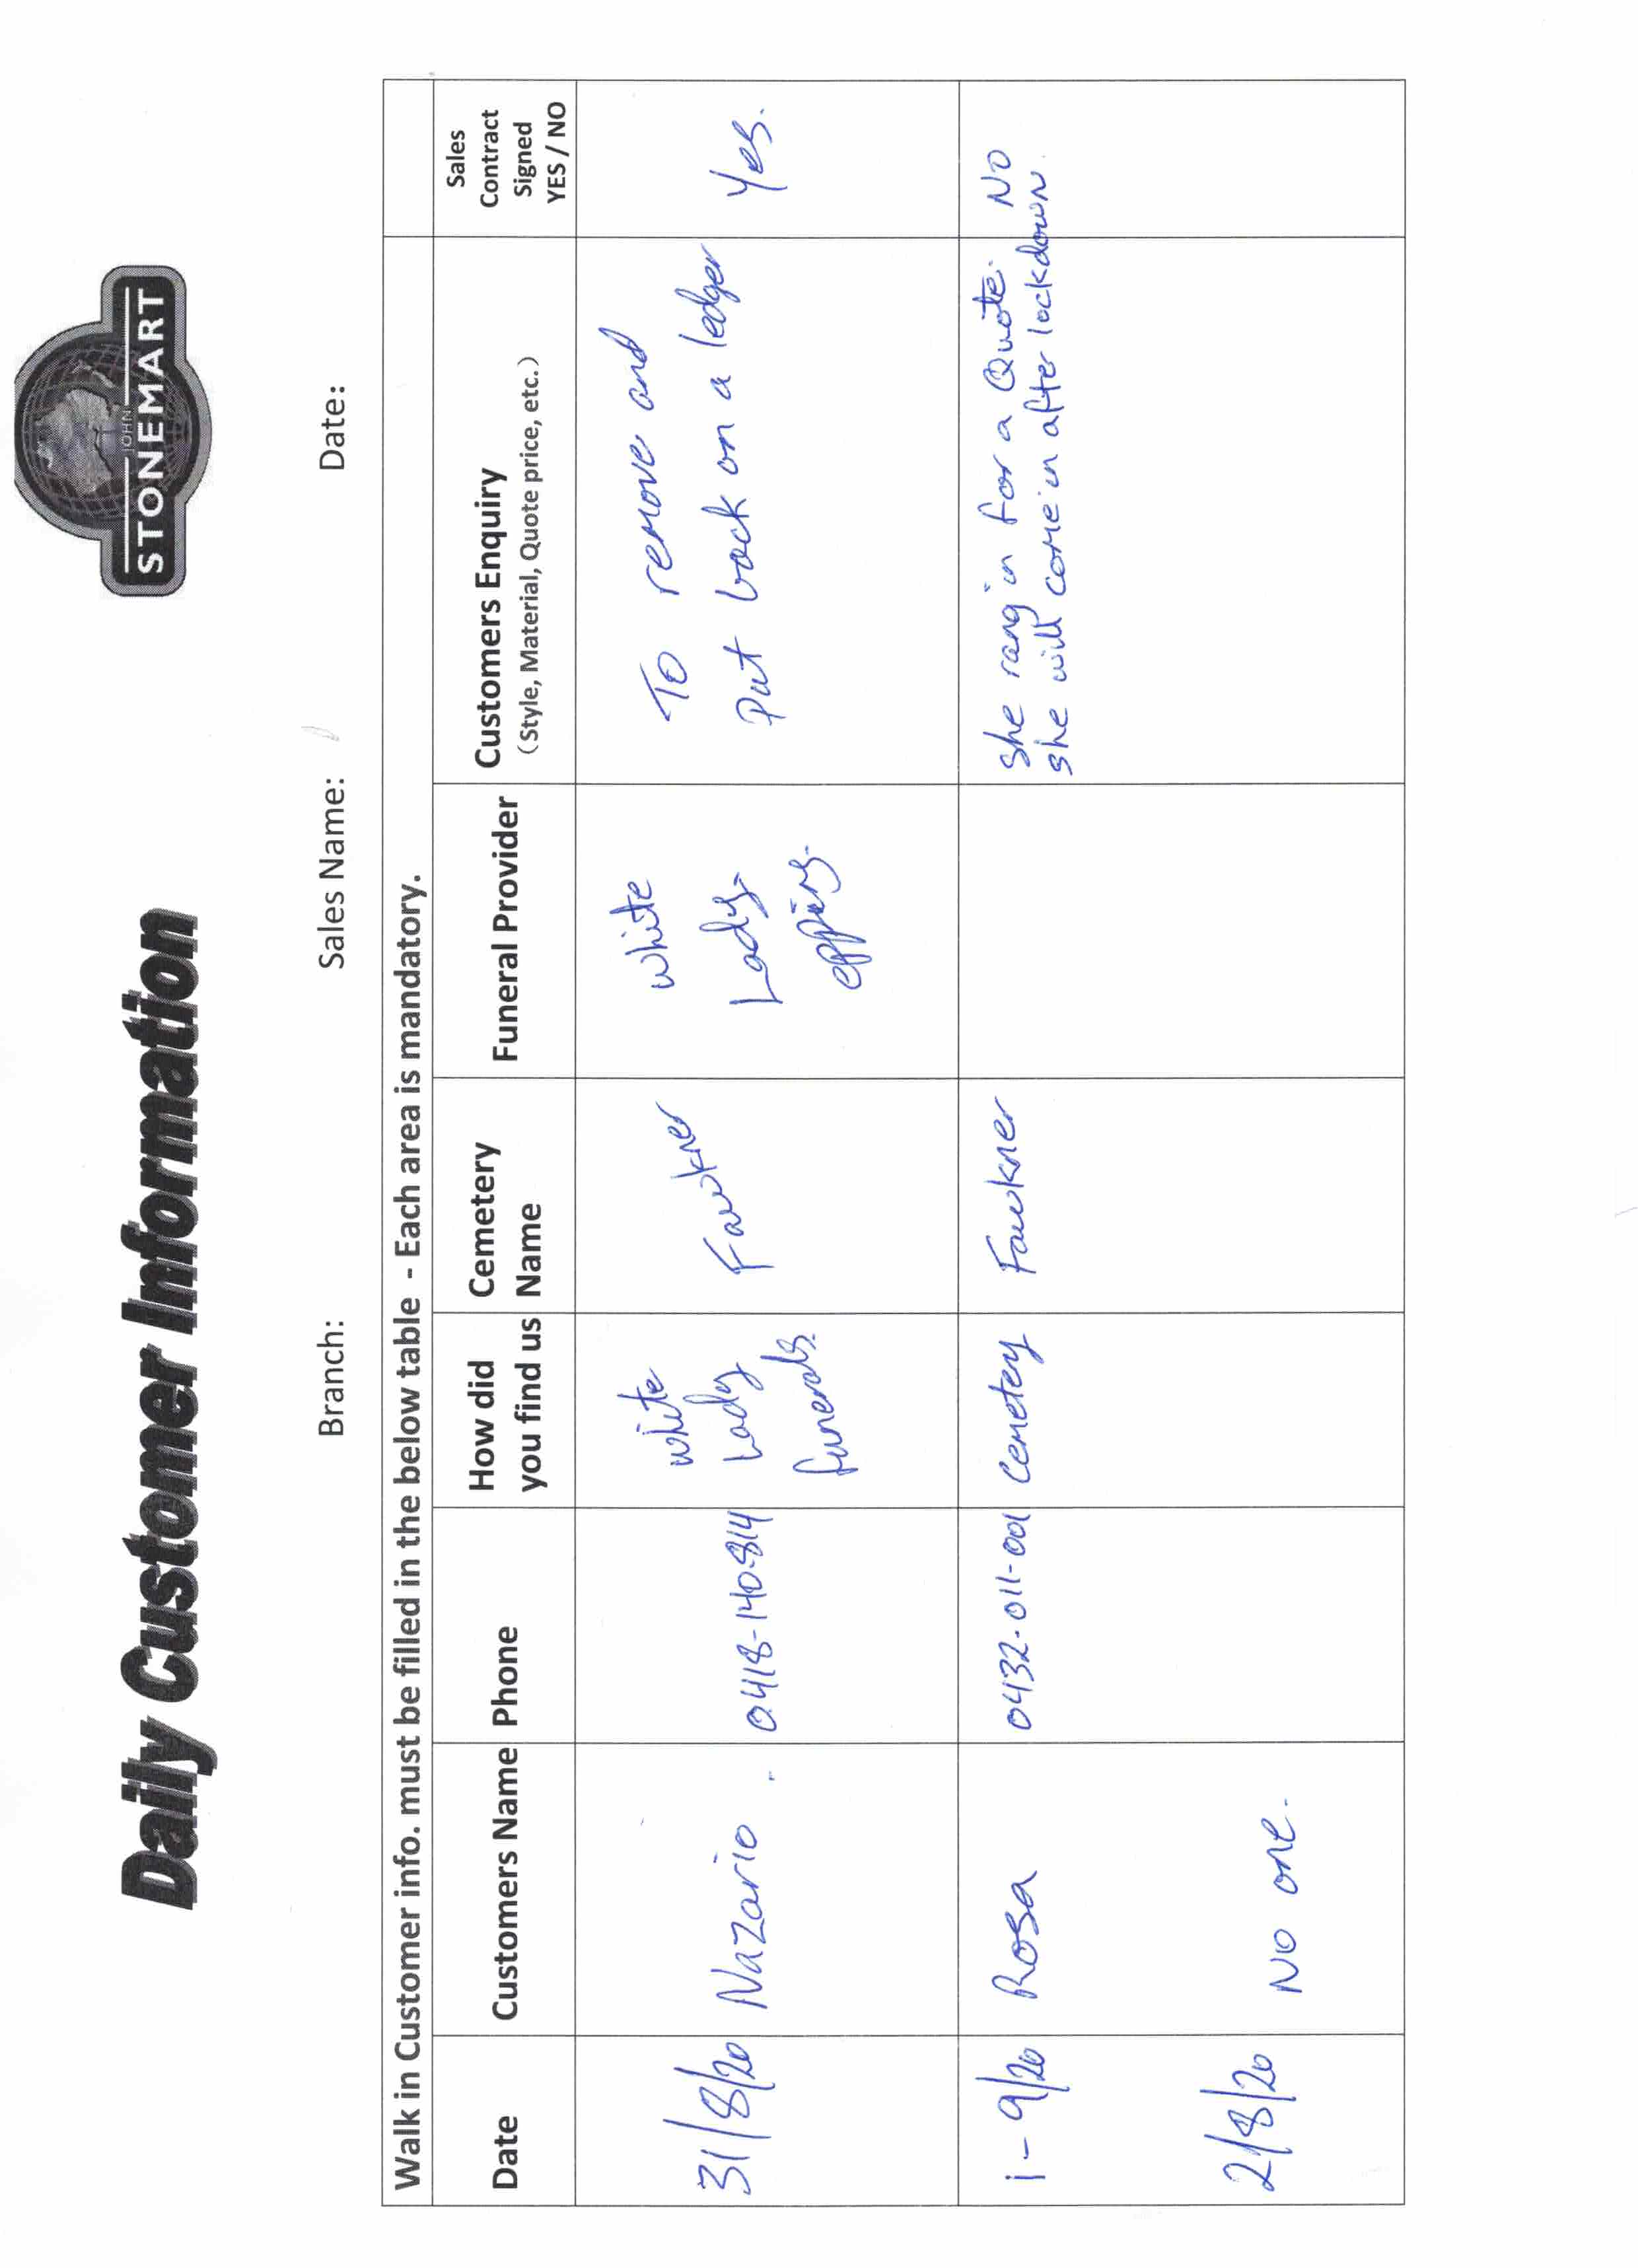 Daily Customer Information
JOHN
STONEMART
Branch: Sales Name: Date:
Walk in Customer info. must be filled in the below table - Each area is mandatory.
Date
Customers Name
Phone
How did
you find us
Cemetery
Name
Funeral Provider
Customers Enquiry
(Style, Material, Quote price, etc.)
Sales
Contract
Signed
YES / NO
31/8/20
Nazario.
0418-140-814
white
Lady
funerals.
Fawkner
white
Lady-
epping.
To remove and
Put back on a ledger
Yes.
1-9/20
Rosa
0432-011-001
Cemetery
Fawkner
She rang in for a Quote.
She will come in after lockdown.
NO
2/8/20
NO one.